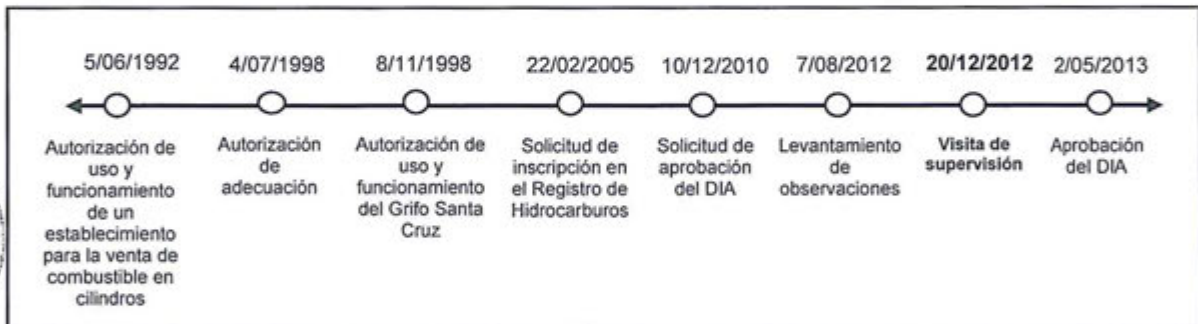 5/06/1992 4/07/1998 8/11/1998 22/02/2005 10/12/2010 7/08/2012 20/12/2012 2/05/2013
Autorización de
uso y
funcionamiento
de un
establecimiento
para la venta de
combustible en
cilindros
Autorización
de
adecuación
Autorización de
uso y
funcionamiento
del Grifo Santa
Cruz
Solicitud de
inscripción en
el Registro de
Hidrocarburos
Solicitud de
aprobación
del DIA
Levantamiento
de
observaciones
Visita de
supervisión
Aprobación
del DIA